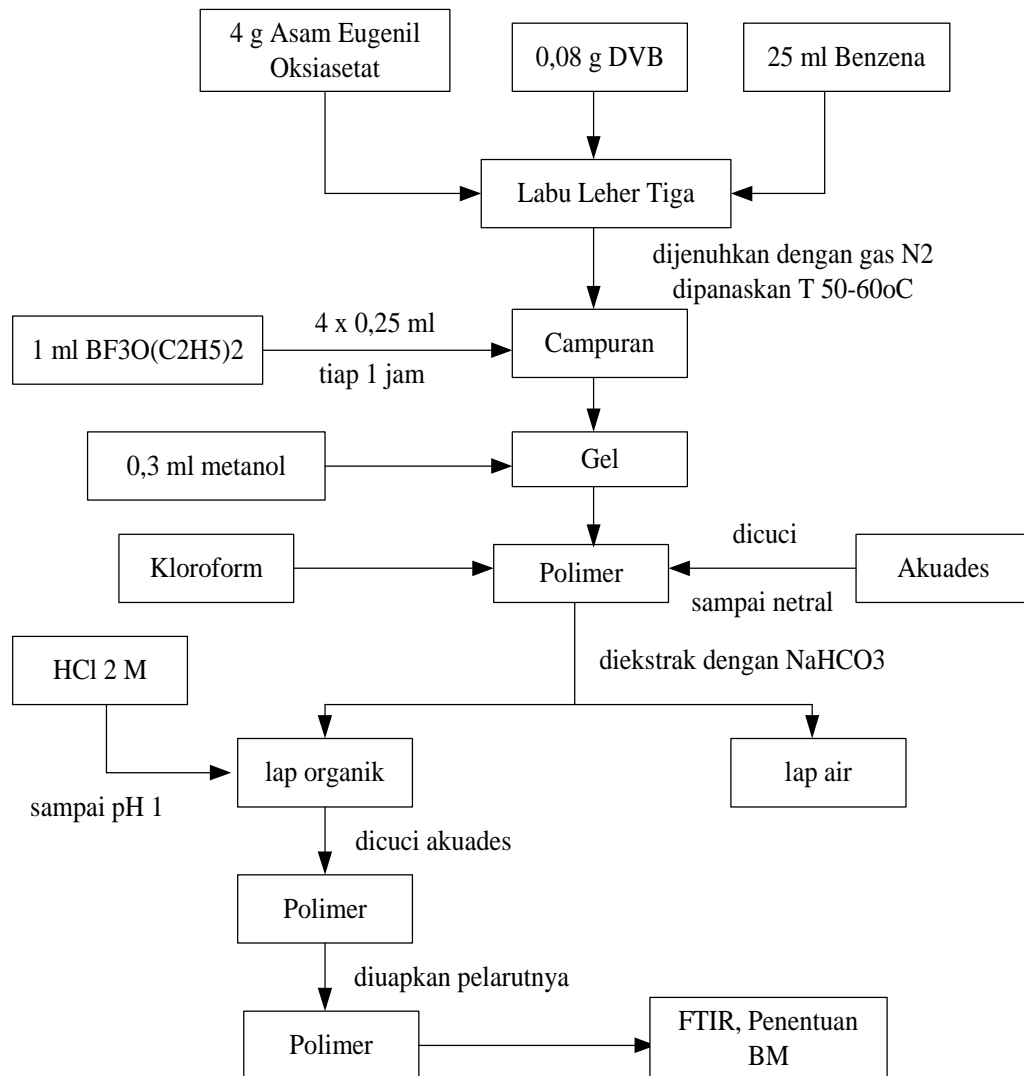 4 g Asam Eugenil
Oksiasetat
0,08 g DVB
25 ml Benzena
Labu Leher Tiga
dijenuhkan dengan gas N2
dipanaskan T 50-60oC
1 ml BF3O(C2H5)2
4 x 0,25 ml
tiap 1 jam
Campuran
0,3 ml metanol
Gel
Kloroform
Polimer
dicuci
sampai netral
Akuades
diekstrak dengan NaHCO3
HCl 2 M
sampai pH 1
lap organik
lap air
dicuci akuades
Polimer
diuapkan pelarutnya
Polimer
FTIR, Penentuan
BM